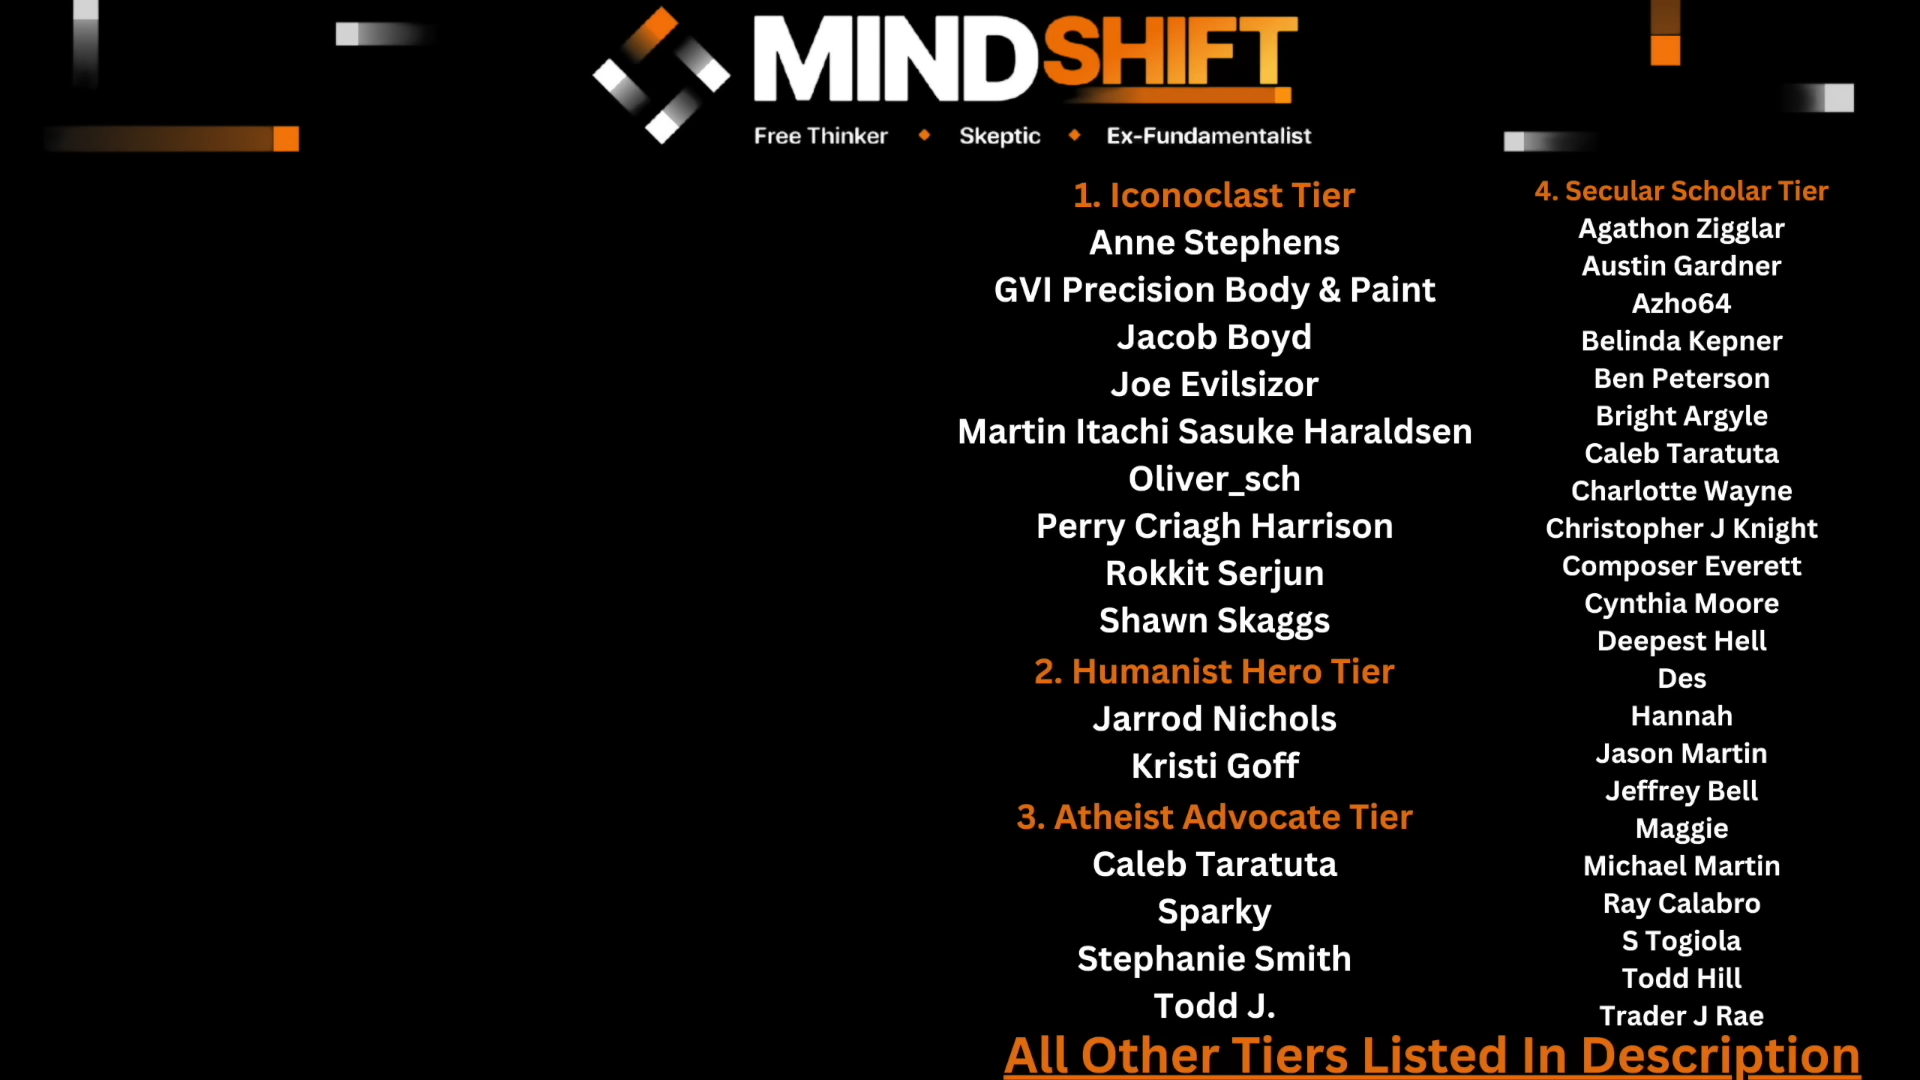 MINDSHIFT
Free Thinker ◆ Skeptic ◆ Ex-Fundamentalist
1. Iconoclast Tier
Anne Stephens
GVI Precision Body & Paint
Jacob Boyd
Joe Evilsizor
Martin Itachi Sasuke Haraldsen
Oliver_sch
Perry Criagh Harrison
Rokkit Serjun
Shawn Skaggs
2. Humanist Hero Tier
Jarrod Nichols
Kristi Goff
3. Atheist Advocate Tier
Caleb Taratuta
Sparky
Stephanie Smith
Todd J.
4. Secular Scholar Tier
Agathon Zigglar
Austin Gardner
Azho64
Belinda Kepner
Ben Peterson
Bright Argyle
Caleb Taratuta
Charlotte Wayne
Christopher J Knight
Composer Everett
Cynthia Moore
Deepest Hell
Des
Hannah
Jason Martin
Jeffrey Bell
Maggie
Michael Martin
Ray Calabro
S Togiola
Todd Hill
Trader J Rae
All Other Tiers Listed In Description